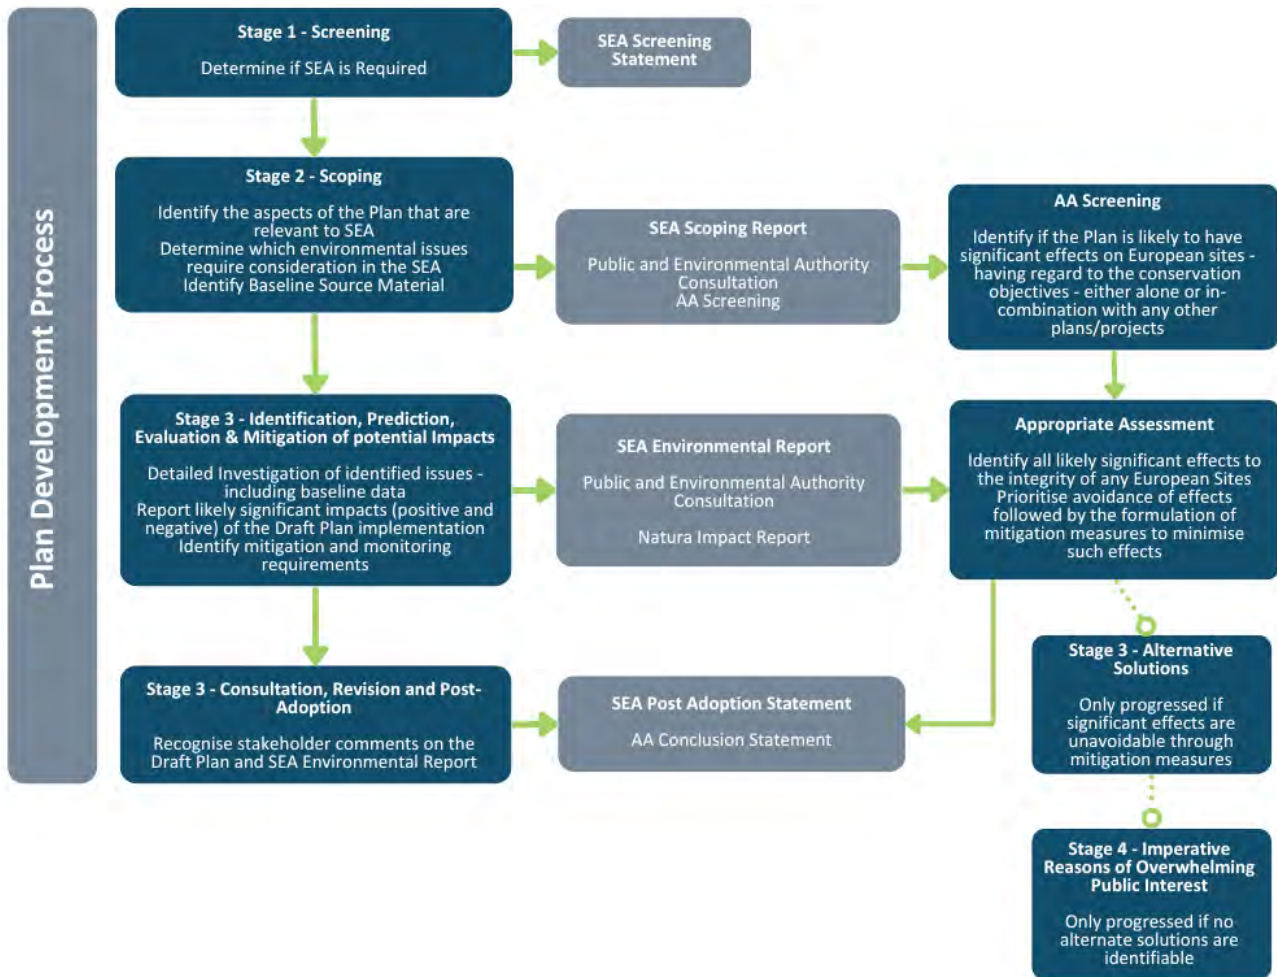 Plan Development Process
Stage 1 - Screening
Determine if SEA is Required
SEA Screening
Statement
Stage 2 - Scoping
Identify the aspects of the Plan that are
relevant to SEA
Determine which environmental issues
require consideration in the SEA
Identify Baseline Source Material
SEA Scoping Report
Public and Environmental Authority
Consultation
AA Screening
AA Screening
Identify if the Plan is likely to have
significant effects on European sites -
having regard to the conservation
objectives - either alone or in-
combination with any other
plans/projects
Stage 3 - Identification, Prediction,
Evaluation & Mitigation of potential Impacts
Detailed Investigation of identified issues -
including baseline data
Report likely significant impacts (positive and
negative) of the Draft Plan implementation
Identify mitigation and monitoring
requirements
SEA Environmental Report
Public and Environmental Authority
Consultation
Natura Impact Report
Appropriate Assessment
Identify all likely significant effects to
the integrity of any European Sites
Prioritise avoidance of effects
followed by the formulation of
mitigation measures to minimise
such effects
Stage 3 - Consultation, Revision and Post-
Adoption
Recognise stakeholder comments on the
Draft Plan and SEA Environmental Report
SEA Post Adoption Statement
AA Conclusion Statement
Stage 3 - Alternative
Solutions
Only progressed if
significant effects are
unavoidable through
mitigation measures
Stage 4 - Imperative
Reasons of Overwhelming
Public Interest
Only progressed if no
alternate solutions are
identifiable